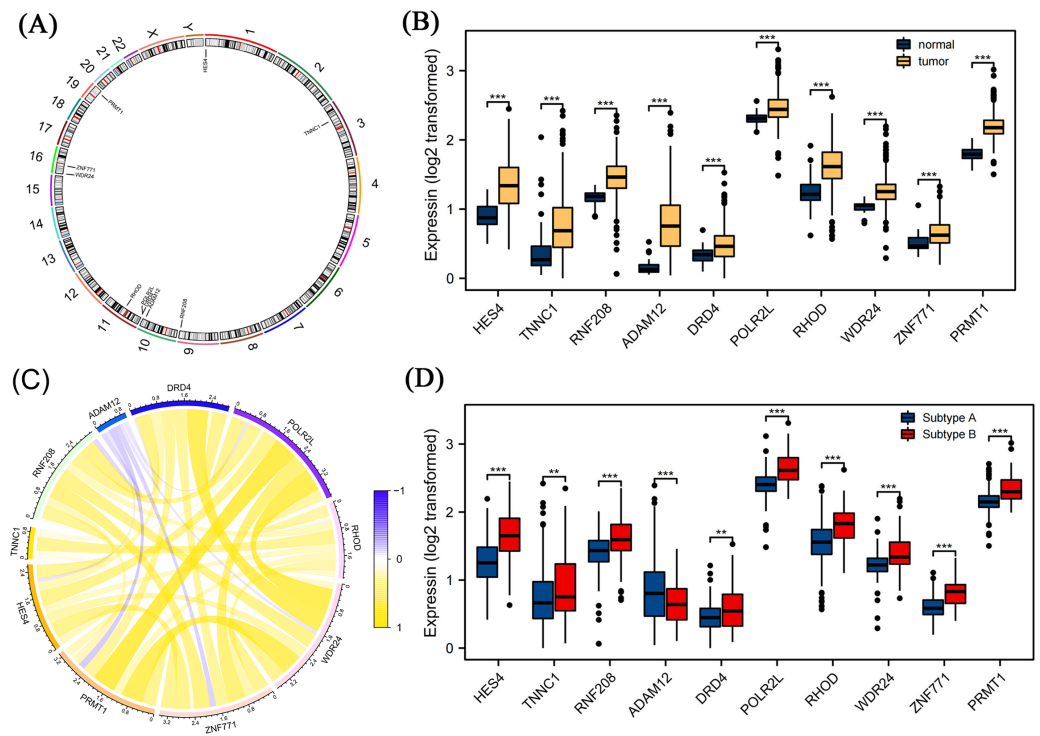 (A)
1
2
3
4
5
6
7
8
9
10
11
12
13
14
15
16
17
18
19
20
21
22
X
Y
HES4
TNNC1
RNF208
ADAM12
POLR2L
RHOD
WDR24
ZNF771
PRMT1
(B)
Expressin (log2 transformed)
3
2
1
0
normal
tumor
*** *** *** *** *** *** *** *** *** ***
HES4 TNNC1 RNF208 ADAM12 DRD4 POLR2L RHOD WDR24 ZNF771 PRMT1
(C)
DRD4
POLR2L
RHOD
WDR24
ZNF771
PRMT1
HES4
TNNC1
RNF208
ADAM12
−1
0
1
(D)
Expressin (log2 transformed)
3
2
1
0
Subtype A
Subtype B
*** ** *** *** ** *** *** *** *** ***
HES4 TNNC1 RNF208 ADAM12 DRD4 POLR2L RHOD WDR24 ZNF771 PRMT1